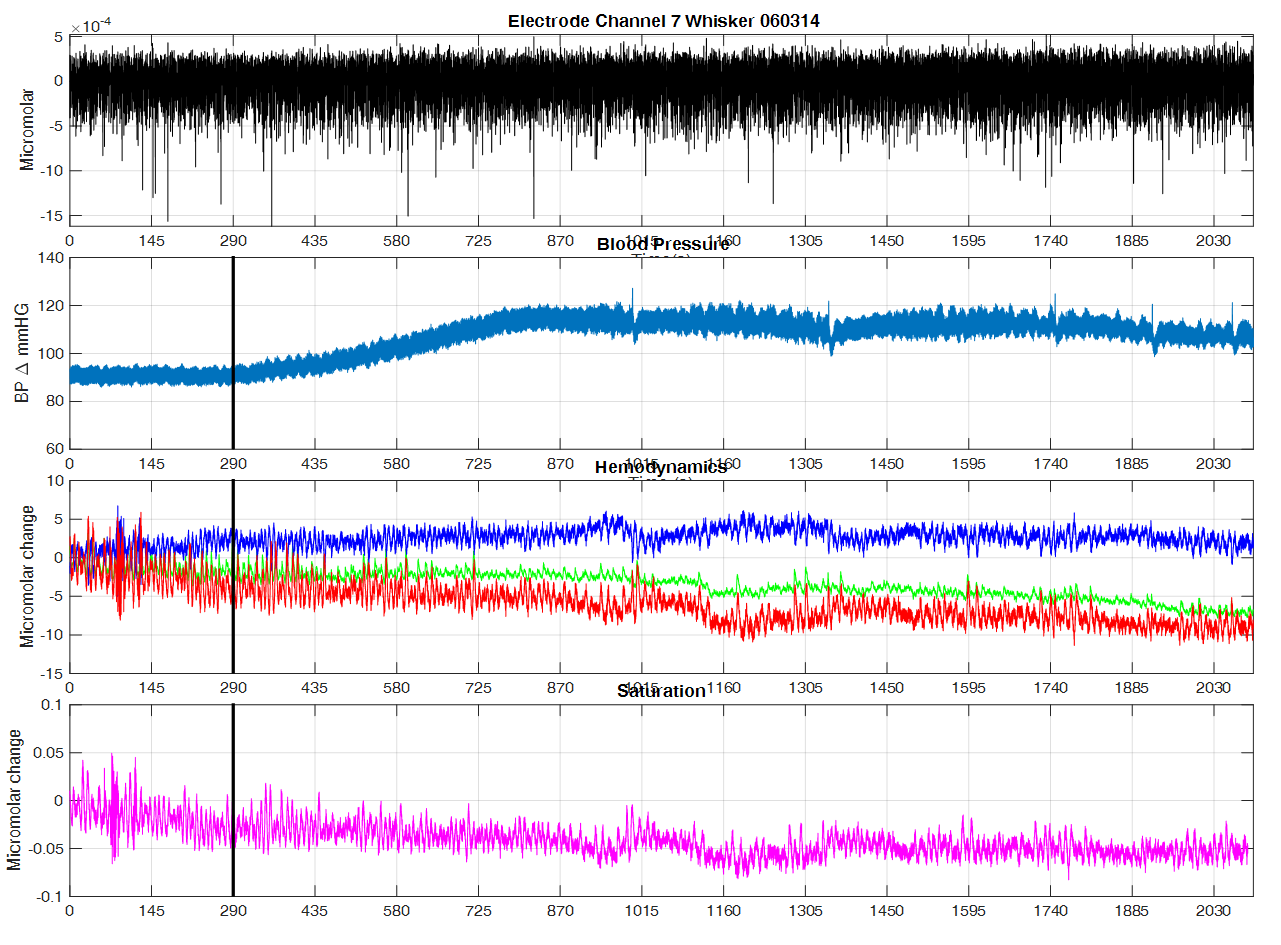 Electrode Channel 7 Whisker 060314
×10-4
5
0
-5
-10
-15
Micromolar
0 145 290 435 580 725 870 1015 1160 1305 1450 1595 1740 1885 2030
Time (s)
Blood Pressure
140
120
100
80
60
BP Δ mmHG
0 145 290 435 580 725 870 1015 1160 1305 1450 1595 1740 1885 2030
Time (s)
Hemodynamics
10
5
0
-5
-10
-15
Micromolar change
0 145 290 435 580 725 870 1015 1160 1305 1450 1595 1740 1885 2030
Saturation
0.1
0.05
0
-0.05
-0.1
Micromolar change
0 145 290 435 580 725 870 1015 1160 1305 1450 1595 1740 1885 2030